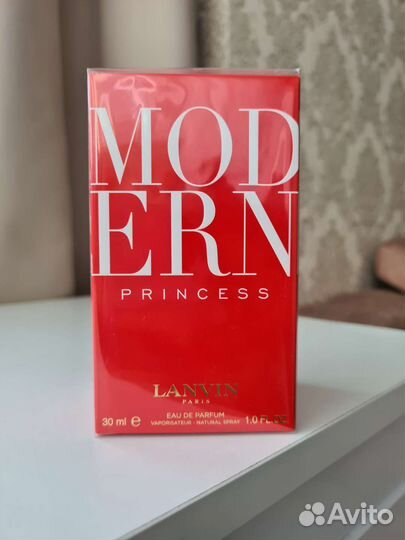 MOD
ERN
PRINCESS
LANVIN
PARIS
EAU DE PARFUM
30 ml ℮ VAPORISATEUR - NATURAL SPRAY 1.0 FL.OZ
Avito